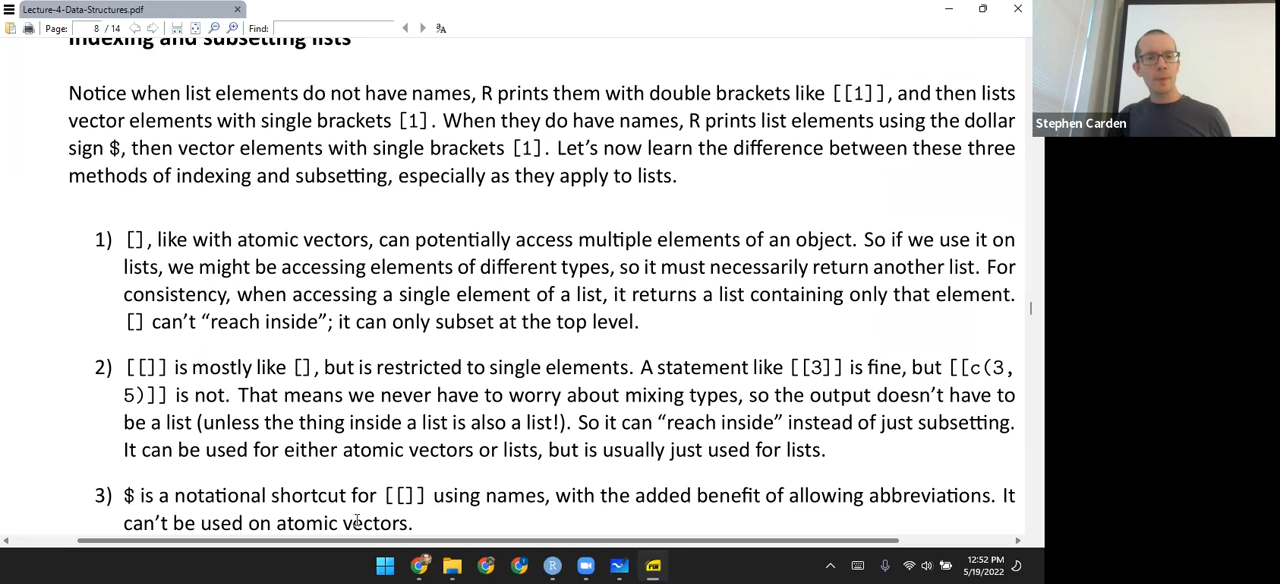 Lecture-4-Data-Structures.pdf
Page: 8 / 14 Find:
Indexing and subsetting lists
Notice when list elements do not have names, R prints them with double brackets like [[1]], and then lists
vector elements with single brackets [1]. When they do have names, R prints list elements using the dollar
sign $, then vector elements with single brackets [1]. Let’s now learn the difference between these three
methods of indexing and subsetting, especially as they apply to lists.
1) [], like with atomic vectors, can potentially access multiple elements of an object. So if we use it on
lists, we might be accessing elements of different types, so it must necessarily return another list. For
consistency, when accessing a single element of a list, it returns a list containing only that element.
[] can’t “reach inside”; it can only subset at the top level.
2) [[]] is mostly like [], but is restricted to single elements. A statement like [[3]] is fine, but [[c(3,
5)]] is not. That means we never have to worry about mixing types, so the output doesn’t have to
be a list (unless the thing inside a list is also a list!). So it can “reach inside” instead of just subsetting.
It can be used for either atomic vectors or lists, but is usually just used for lists.
3) $ is a notational shortcut for [[]] using names, with the added benefit of allowing abbreviations. It
can’t be used on atomic vectors.
Stephen Carden
12:52 PM
5/19/2022